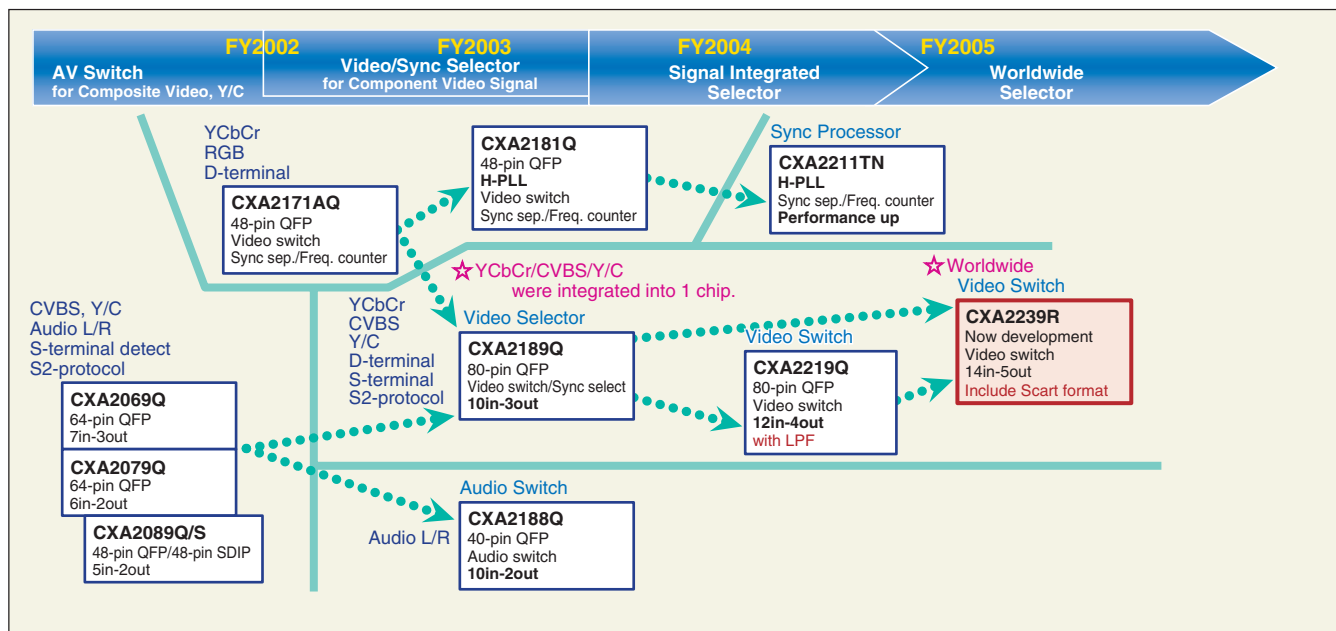 FY2002
FY2003
FY2004
FY2005
AV Switch
for Composite Video, Y/C
Video/Sync Selector
for Component Video Signal
Signal Integrated
Selector
Worldwide
Selector
YCbCr
RGB
D-terminal
CXA2171AQ
48-pin QFP
Video switch
Sync sep./Freq. counter
CXA2181Q
48-pin QFP
H-PLL
Video switch
Sync sep./Freq. counter
Sync Processor
CXA2211TN
H-PLL
Sync sep./Freq. counter
Performance up
☆YCbCr/CVBS/Y/C
were integrated into 1 chip.
☆Worldwide
Video Switch
CXA2239R
Now development
Video switch
14in-5out
Include Scart format
CVBS, Y/C
Audio L/R
S-terminal detect
S2-protocol
CXA2069Q
64-pin QFP
7in-3out
CXA2079Q
64-pin QFP
6in-2out
CXA2089Q/S
48-pin QFP/48-pin SDIP
5in-2out
YCbCr
CVBS
Y/C
D-terminal
S-terminal
S2-protocol
Video Selector
CXA2189Q
80-pin QFP
Video switch/Sync select
10in-3out
Video Switch
CXA2219Q
80-pin QFP
Video switch
12in-4out
with LPF
Audio Switch
Audio L/R
CXA2188Q
40-pin QFP
Audio switch
10in-2out